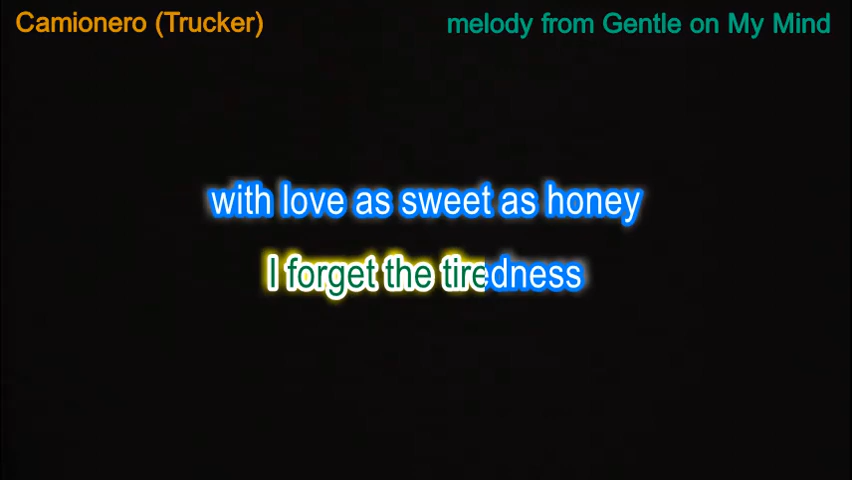 Camionero (Trucker)
melody from Gentle on My Mind
with love as sweet as honey
I forget the tiredness